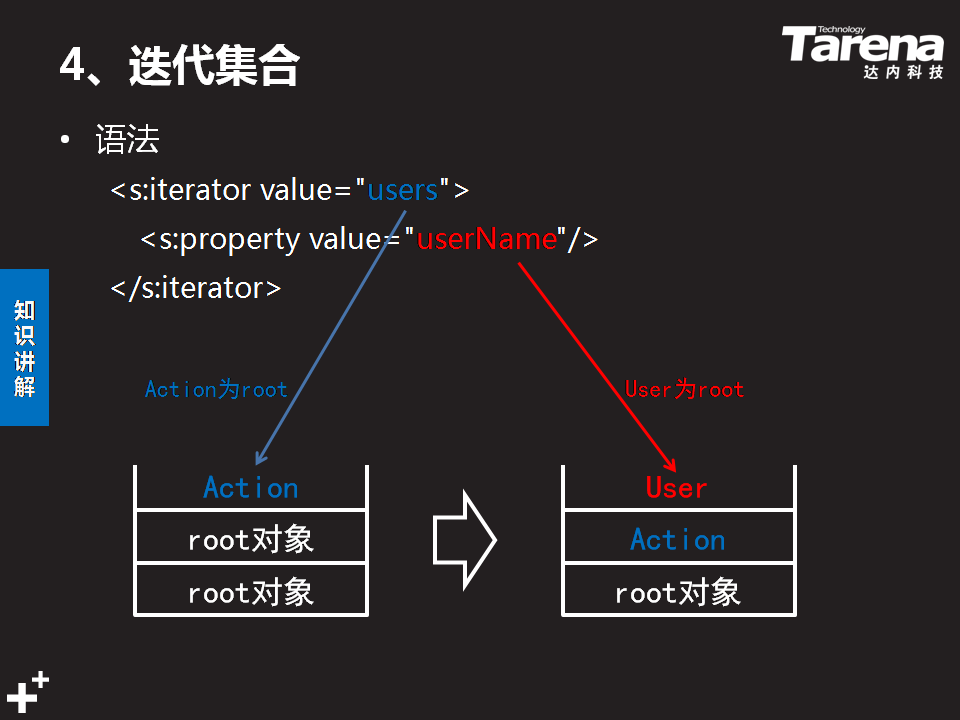 4、迭代集合
Technology
Tarena
达内科技
• 语法
<s:iterator value="users">
<s:property value="userName"/>
</s:iterator>
知识讲解
Action为root
User为root
Action
root对象
root对象
User
Action
root对象